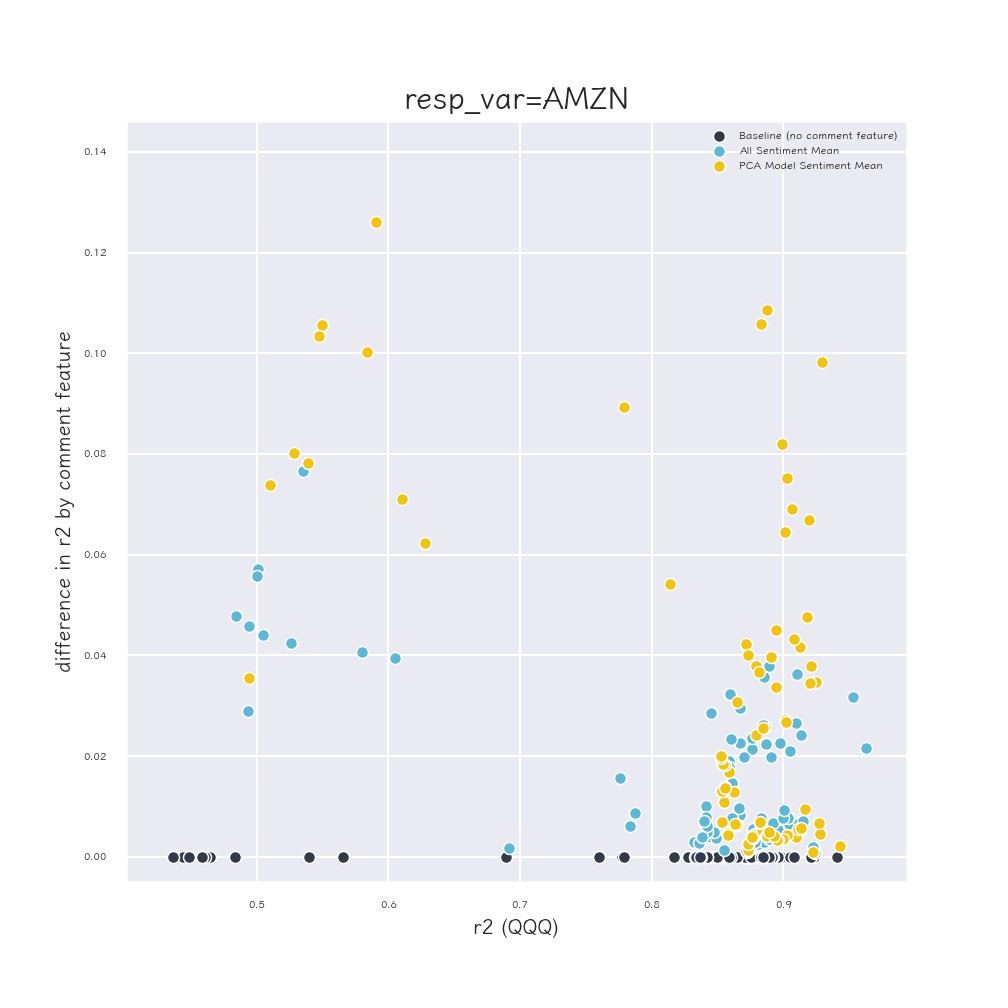 resp_var=AMZN
Baseline (no comment feature)
All Sentiment Mean
PCA Model Sentiment Mean
difference in r2 by comment feature
0.14
0.12
0.10
0.08
0.06
0.04
0.02
0.00
0.5 0.6 0.7 0.8 0.9
r2 (QQQ)